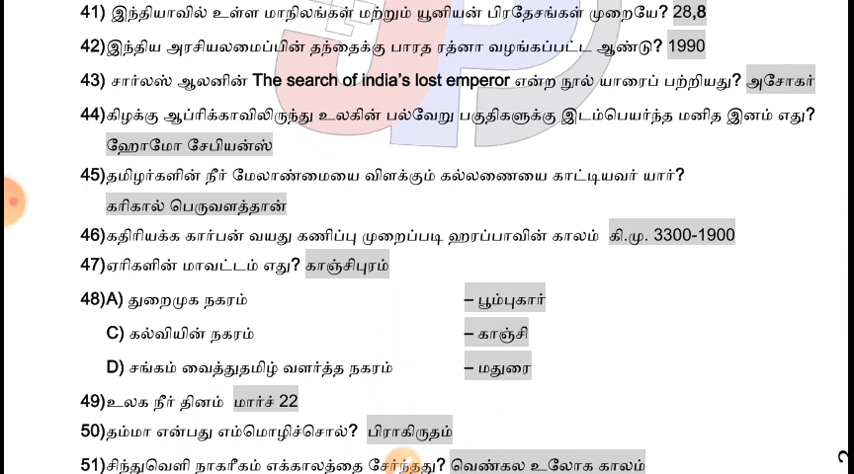 41) இந்தியாவில் உள்ள மாநிலங்கள் மற்றும் யூனியன் பிரதேசங்கள் முறையே? 28,8
42)இந்திய அரசியலமைப்பின் தந்தைக்கு பாரத ரத்னா வழங்கப்பட்ட ஆண்டு? 1990
43) சார்லஸ் ஆலனின் The search of india's lost emperor என்ற நூல் யாரைப் பற்றியது? அசோகர்
44)கிழக்கு ஆப்ரிக்காவிலிருந்து உலகின் பல்வேறு பகுதிகளுக்கு இடம்பெயர்ந்த மனித இனம் எது?
ஹோமோ சேபியன்ஸ்
45)தமிழர்களின் நீர் மேலாண்மையை விளக்கும் கல்லணையை காட்டியவர் யார்?
கரிகால் பெருவளத்தான்
46)கதிரியக்க கார்பன் வயது கணிப்பு முறைப்படி ஹரப்பாவின் காலம் கி.மு. 3300-1900
47)ஏரிகளின் மாவட்டம் எது? காஞ்சிபுரம்
48)A) துறைமுக நகரம் – பூம்புகார்
C) கல்வியின் நகரம் – காஞ்சி
D) சங்கம் வைத்துதமிழ் வளர்த்த நகரம் – மதுரை
49)உலக நீர் தினம் மார்ச் 22
50)தம்மா என்பது எம்மொழிச்சொல்? பிராகிருதம்
51)சிந்துவெளி நாகரீகம் எக்காலத்தை சேர்ந்தது? வெண்கல உலோக காலம்
2